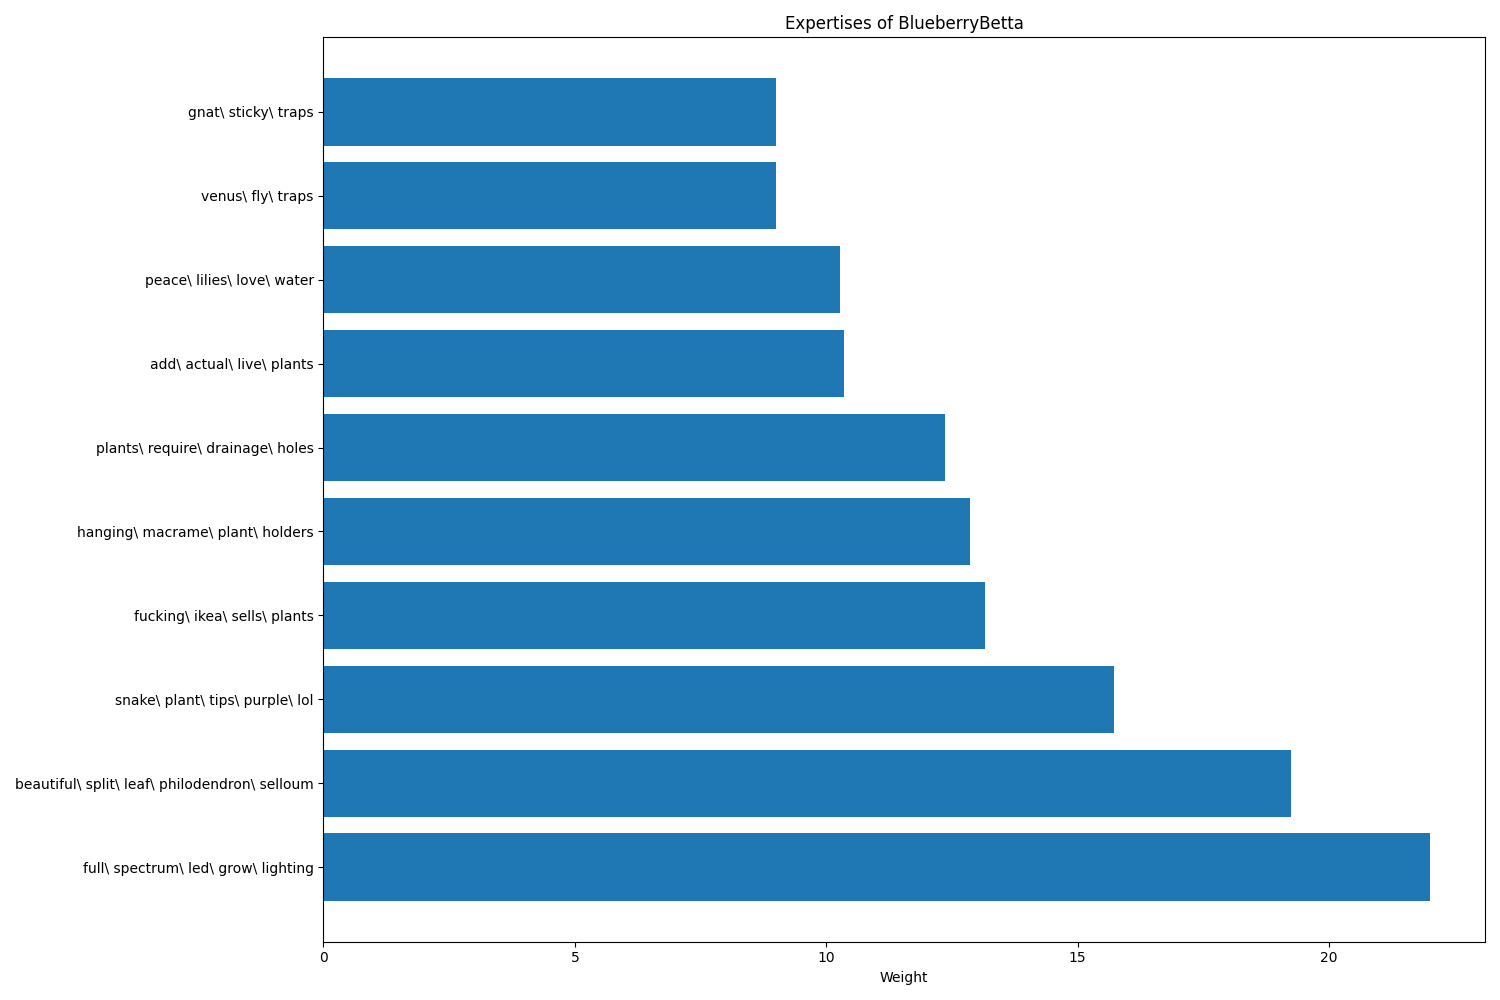 Expertises of BlueberryBetta
gnat\ sticky\ traps
venus\ fly\ traps
peace\ lilies\ love\ water
add\ actual\ live\ plants
plants\ require\ drainage\ holes
hanging\ macrame\ plant\ holders
fucking\ ikea\ sells\ plants
snake\ plant\ tips\ purple\ lol
beautiful\ split\ leaf\ philodendron\ selloum
full\ spectrum\ led\ grow\ lighting
0 5 10 15 20
Weight